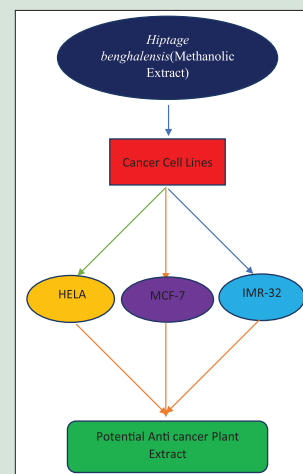 Hiptage
benghalensis(Methanolic
Extract)
Cancer Cell Lines
HELA
MCF-7
IMR-32
Potential Anti cancer Plant
Extract